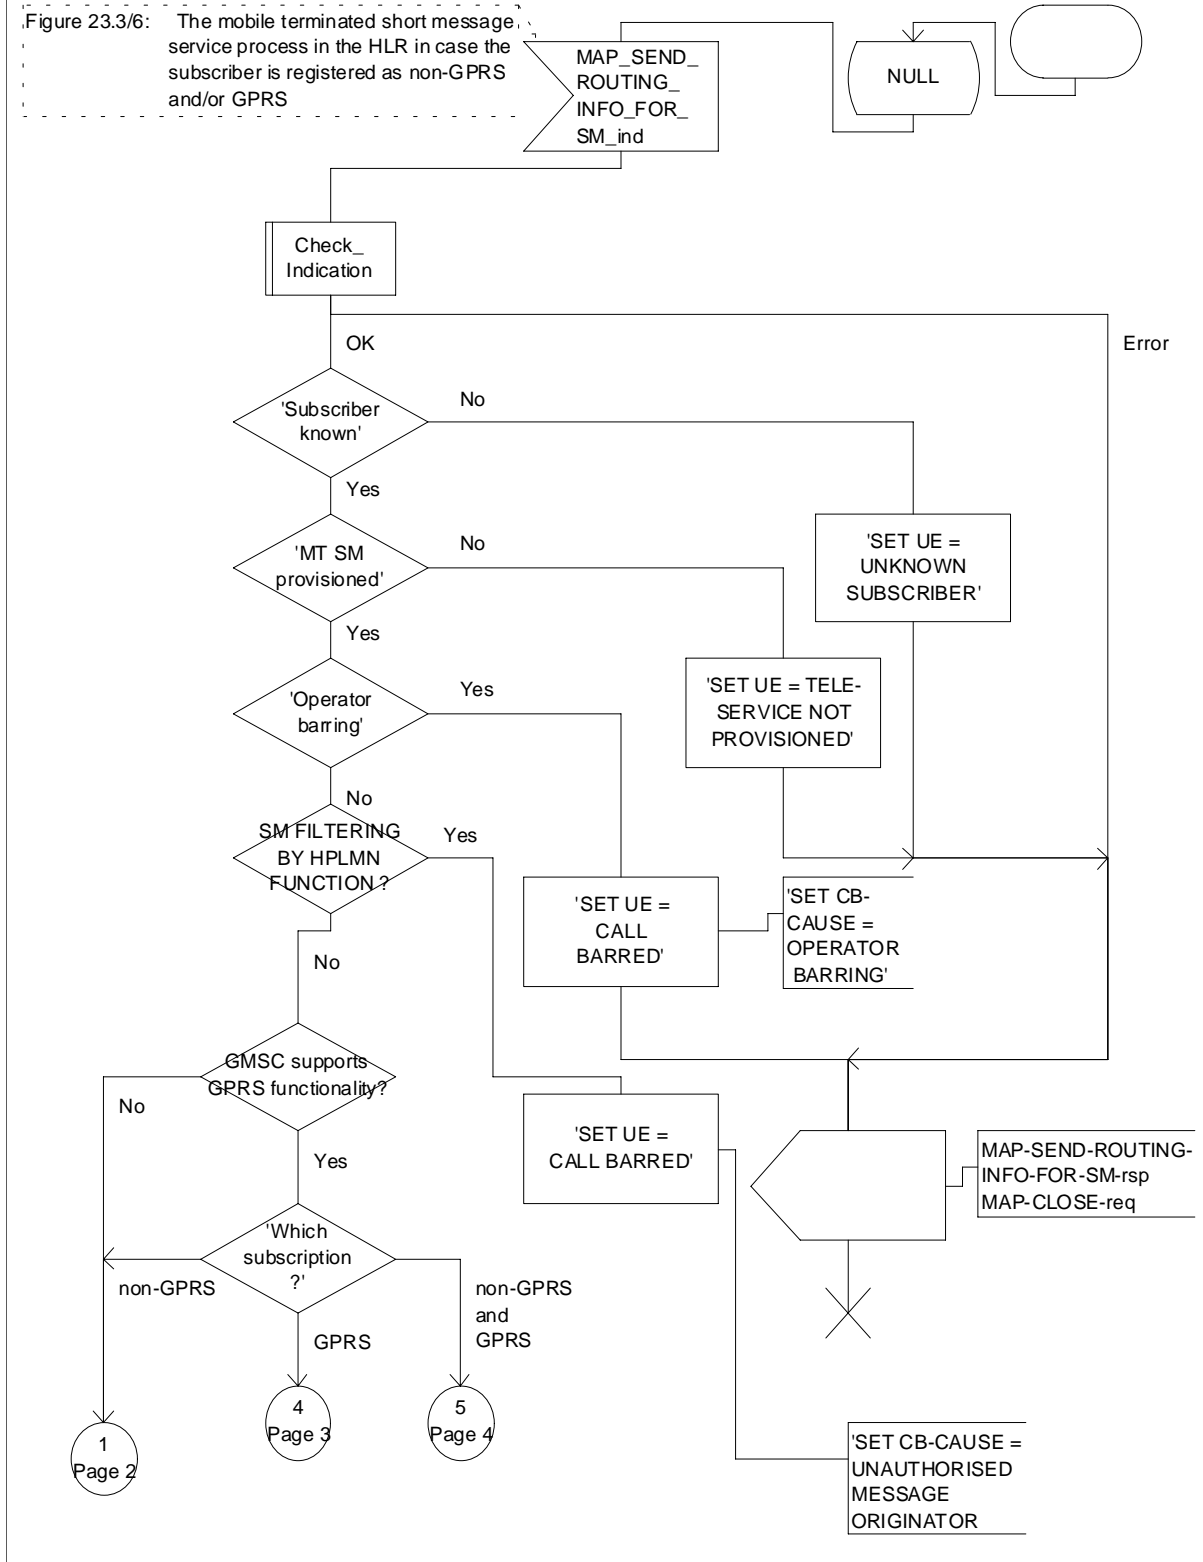 Figure 23.3/6: The mobile terminated short message
service process in the HLR in case the
subscriber is registered as non-GPRS
and/or GPRS
MAP_SEND_
ROUTING_
INFO_FOR_
SM_ind
NULL
Check_
Indication
OK
Error
'Subscriber
known'
No
Yes
'MT SM
provisioned'
No
'SET UE =
UNKNOWN
SUBSCRIBER'
Yes
'Operator
barring'
Yes
'SET UE = TELE-
SERVICE NOT
PROVISIONED'
No
SM FILTERING
BY HPLMN
FUNCTION ?
Yes
'SET UE =
CALL
BARRED'
'SET CB-
CAUSE =
OPERATOR
BARRING'
No
GMSC supports
GPRS functionality?
No
Yes
'SET UE =
CALL BARRED'
MAP-SEND-ROUTING-
INFO-FOR-SM-rsp
MAP-CLOSE-req
'Which
subscription
?'
non-GPRS
GPRS
non-GPRS
and
GPRS
1
Page 2
4
Page 3
5
Page 4
'SET CB-CAUSE =
UNAUTHORISED
MESSAGE
ORIGINATOR